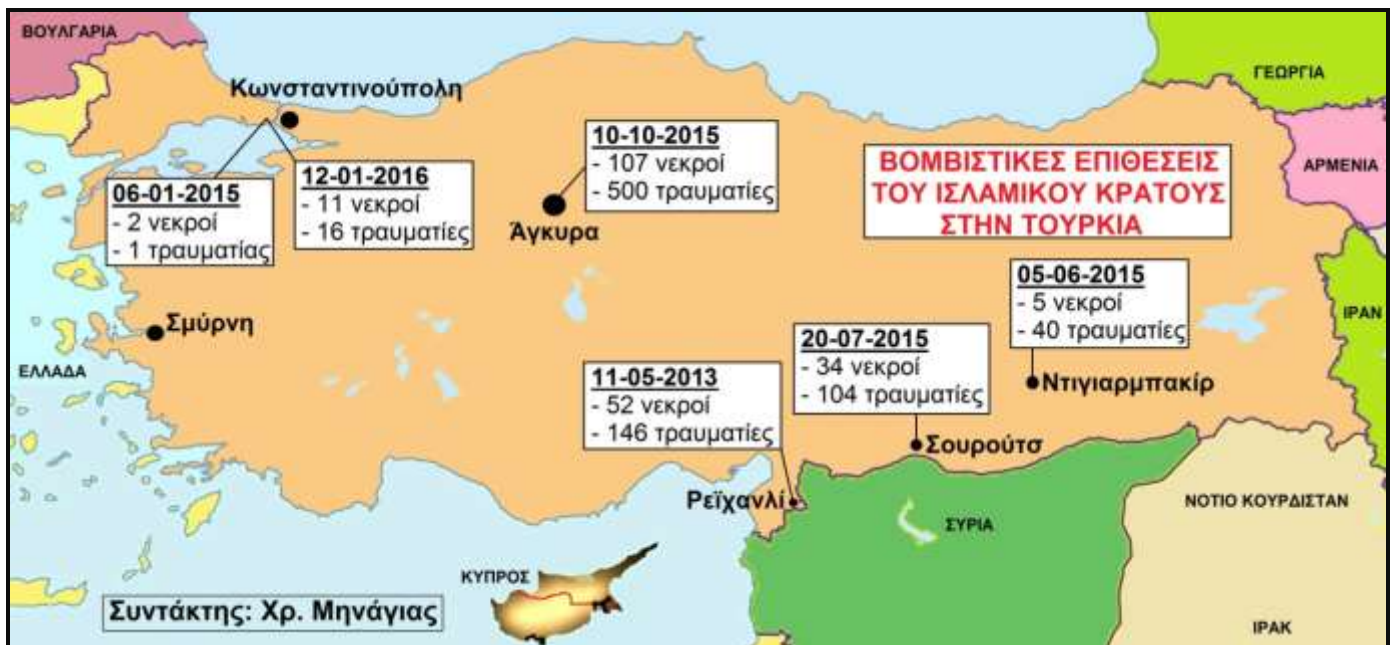 ΒΟΥΛΓΑΡΙΑ
ΓΕΩΡΓΙΑ
Κωνσταντινούπολη
10-10-2015
- 107 νεκροί
- 500 τραυματίες
ΒΟΜΒΙΣΤΙΚΕΣ ΕΠΙΘΕΣΕΙΣ
ΤΟΥ ΙΣΛΑΜΙΚΟΥ ΚΡΑΤΟΥΣ
ΣΤΗΝ ΤΟΥΡΚΙΑ
ΑΡΜΕΝΙΑ
06-01-2015
- 2 νεκροί
- 1 τραυματίας
12-01-2016
- 11 νεκροί
- 16 τραυματίες
Άγκυρα
05-06-2015
- 5 νεκροί
- 40 τραυματίες
ΙΡΑΝ
Σμύρνη
20-07-2015
- 34 νεκροί
- 104 τραυματίες
ΕΛΛΑΔΑ
11-05-2013
- 52 νεκροί
- 146 τραυματίες
Ντιγιαρμπακίρ
Σουρούτσ
Ρεϊχανλί
ΝΟΤΙΟ ΚΟΥΡΔΙΣΤΑΝ
ΣΥΡΙΑ
ΚΥΠΡΟΣ
Συντάκτης: Χρ. Μηνάγιας
ΙΡΑΚ